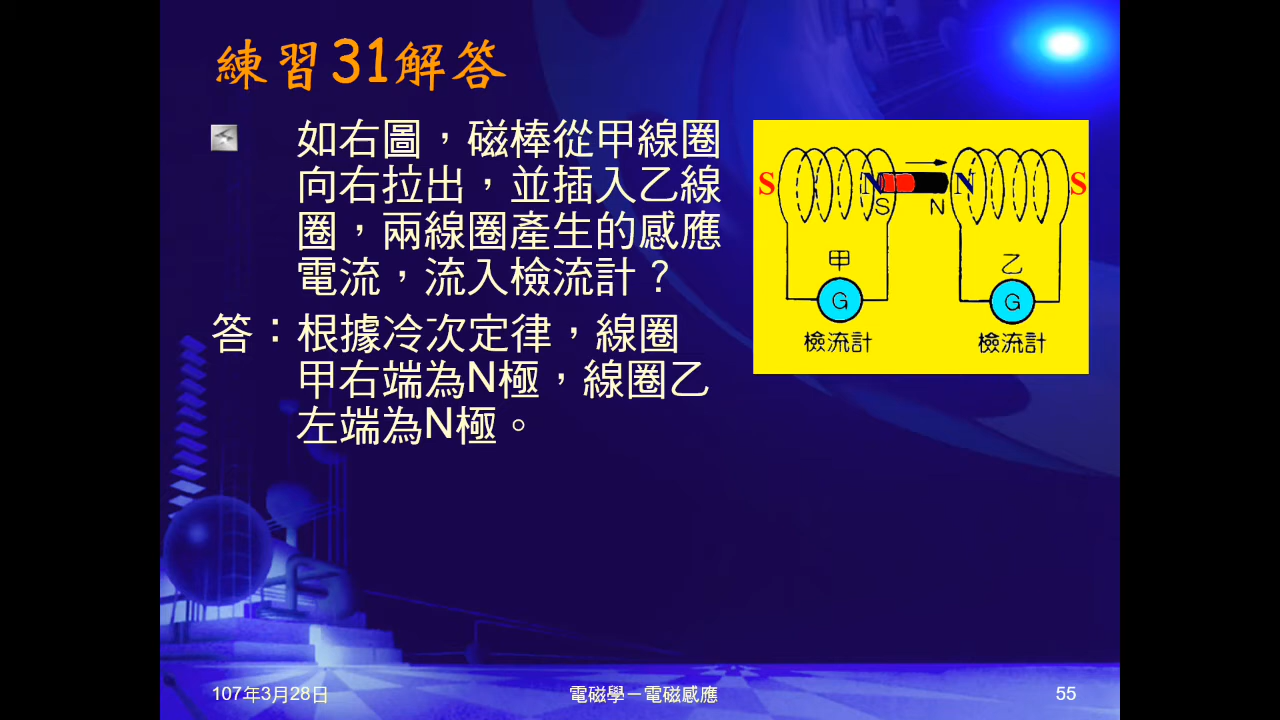 練習31解答
如右圖，磁棒從甲線圈
向右拉出，並插入乙線
圈，兩線圈產生的感應
電流，流入檢流計？
答：根據冷次定律，線圈
甲右端為N極，線圈乙
左端為N極。
S N N S
S N
甲 乙
G G
檢流計 檢流計
107年3月28日 電磁學－電磁感應 55